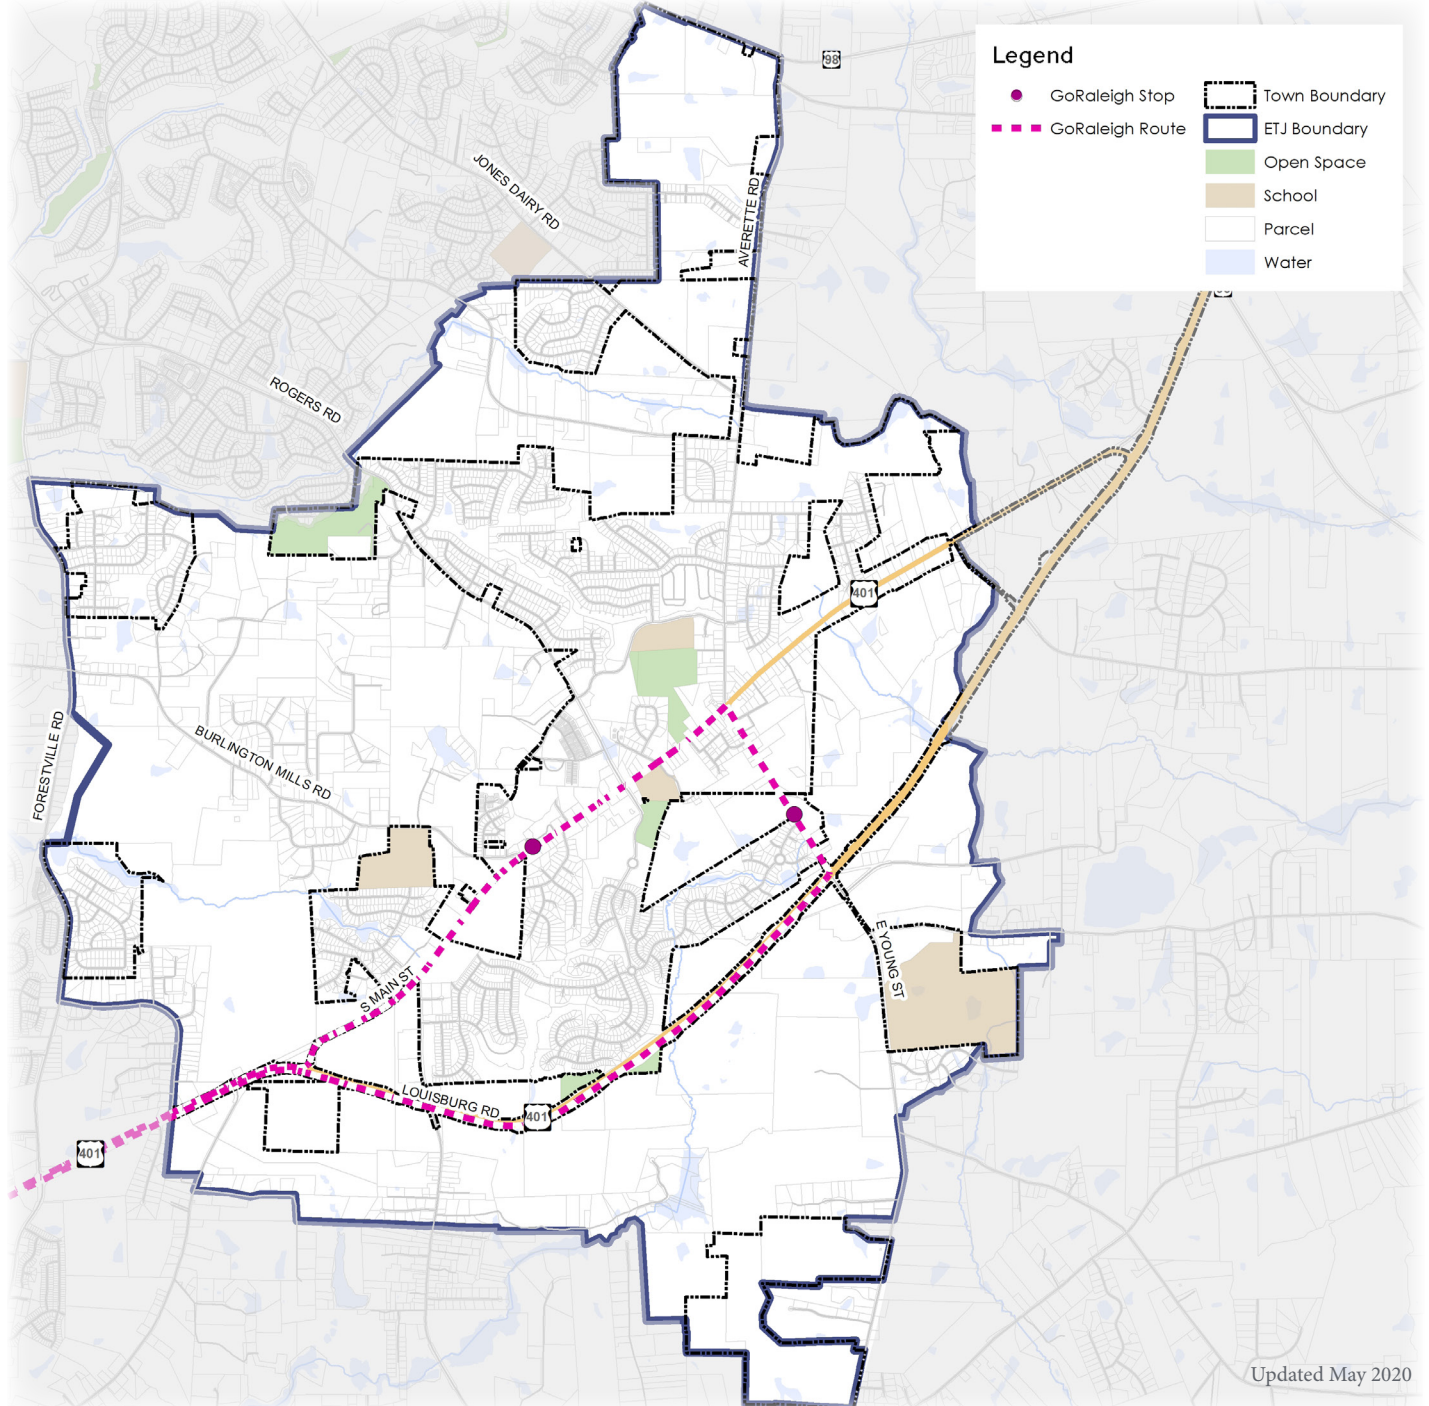 98
Legend
GoRaleigh Stop
GoRaleigh Route
Town Boundary
ETJ Boundary
Open Space
School
Parcel
Water
JONES DAIRY RD
AVERETTE RD
ROGERS RD
401
FORESTVILLE RD
BURLINGTON MILLS RD
E YOUNG ST
S MAIN ST
LOUISBURG RD
401
401
Updated May 2020